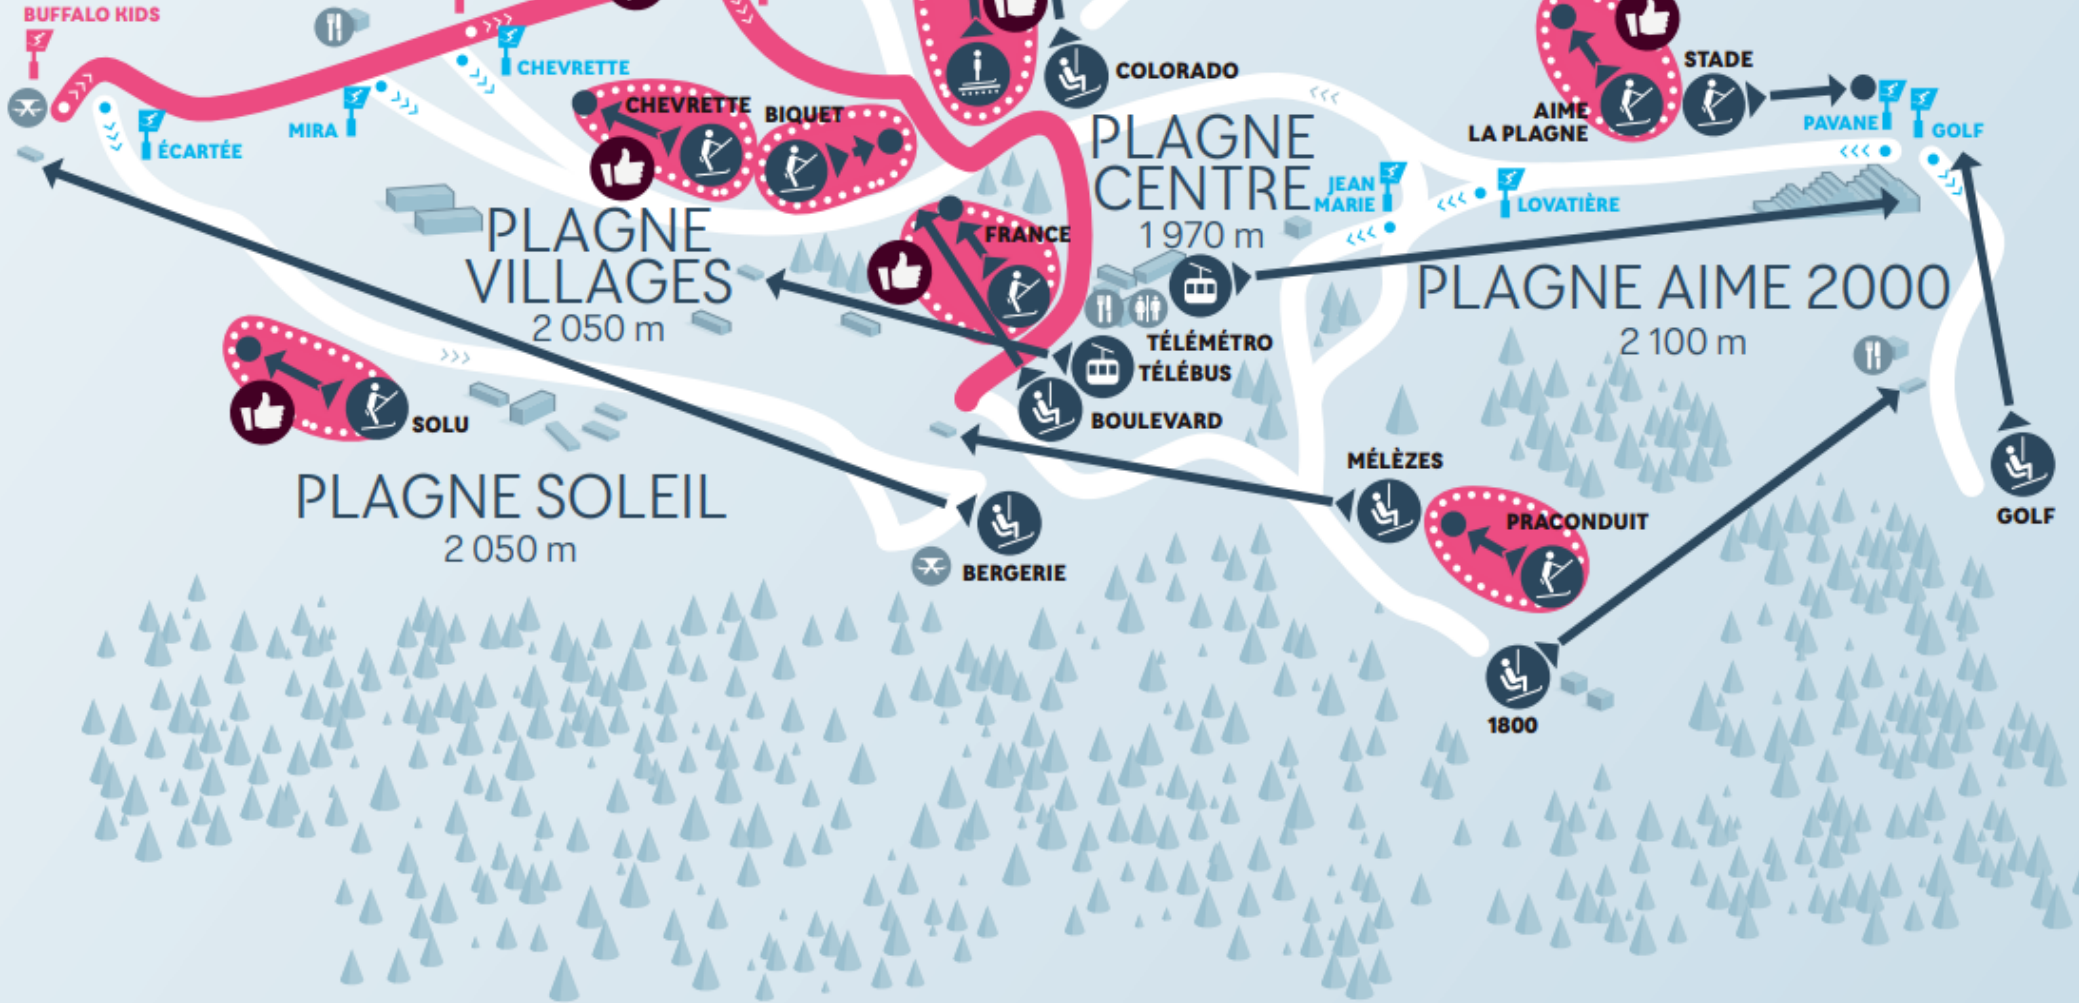 BUFFALO KIDS
CHEVRETTE
ÉCARTÉE
MIRA
CHEVRETTE
BIQUET
COLORADO
STADE
AIME
LA PLAGNE
PAVANE
GOLF
PLAGNE
CENTRE
1 970 m
JEAN
MARIE
LOVATIÈRE
PLAGNE
VILLAGES
2 050 m
FRANCE
PLAGNE AIME 2000
2 100 m
TÉLÉMÉTRO
TÉLÉBUS
BOULEVARD
SOLU
MÉLÈZES
PLAGNE SOLEIL
2 050 m
PRACONDUIT
GOLF
BERGERIE
1800